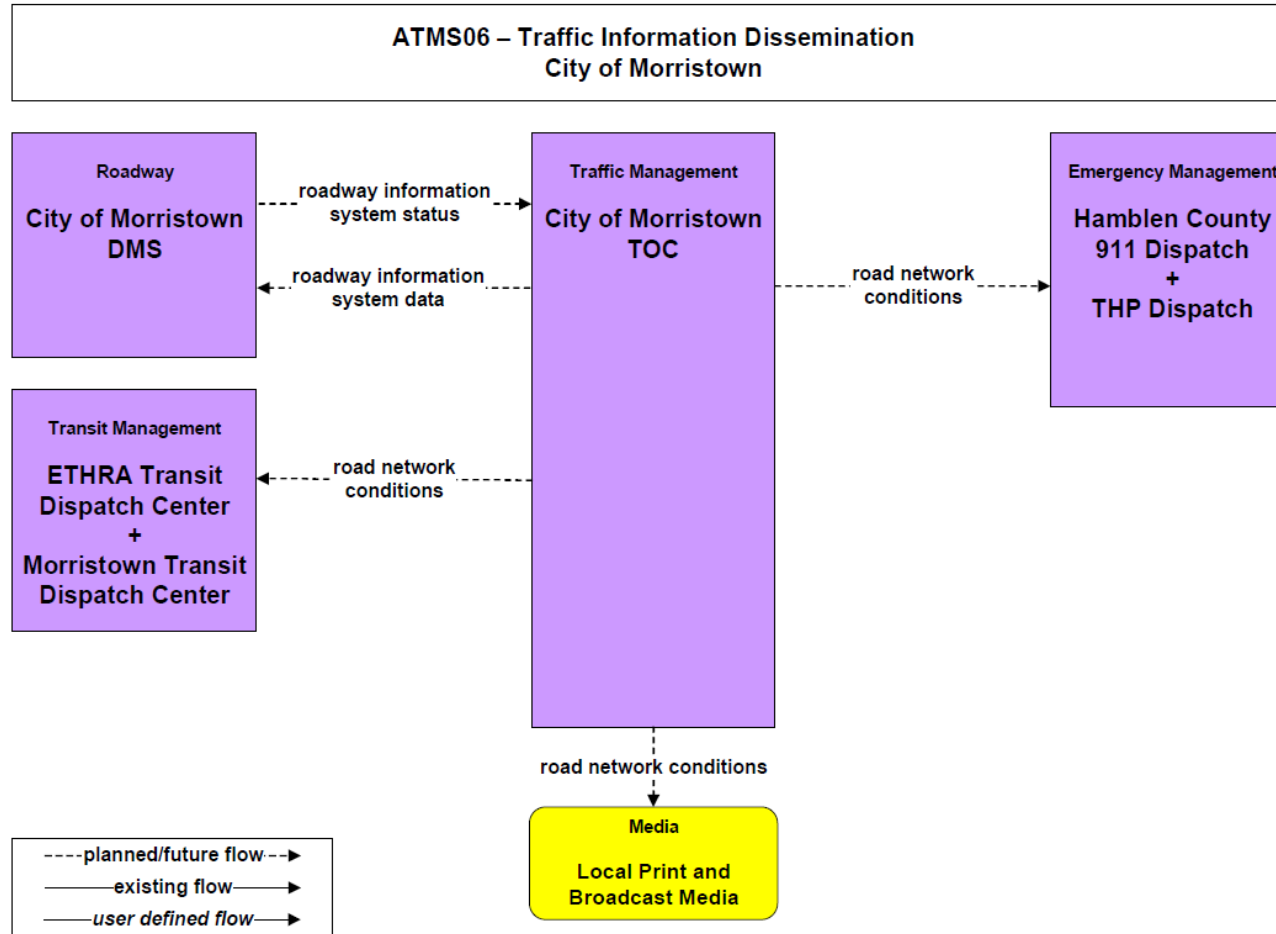 ATMS06 – Traffic Information Dissemination
City of Morristown
Roadway
City of Morristown
DMS
roadway information
system status
roadway information
system data
Traffic Management
City of Morristown
TOC
road network
conditions
Emergency Management
Hamblen County
911 Dispatch
+
THP Dispatch
Transit Management
ETHRA Transit
Dispatch Center
+
Morristown Transit
Dispatch Center
road network
conditions
road network conditions
Media
Local Print and
Broadcast Media
planned/future flow
existing flow
user defined flow